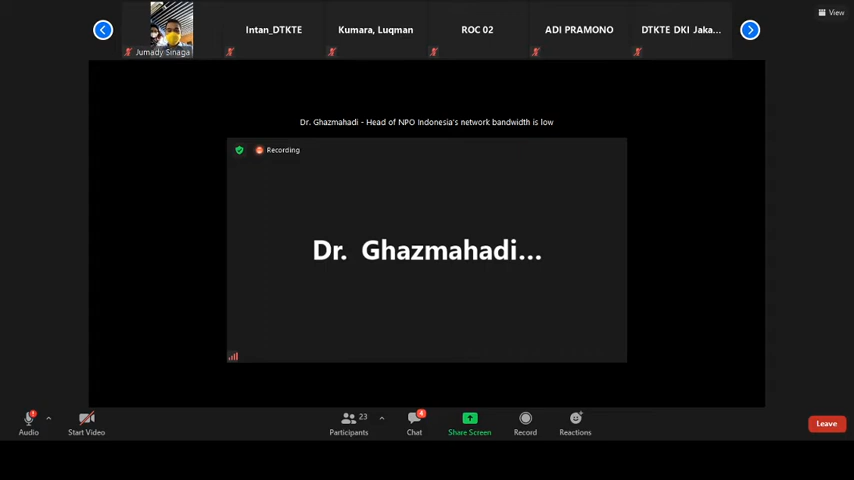 View
Jumady Sinaga
Intan_DTKTE
Kumara, Luqman
ROC 02
ADI PRAMONO
DTKTE DKI Jaka...
Dr. Ghazmahadi - Head of NPO Indonesia's network bandwidth is low
Recording
Dr. Ghazmahadi...
Audio
Start Video
Participants
23
Chat
4
Share Screen
Record
Reactions
Leave